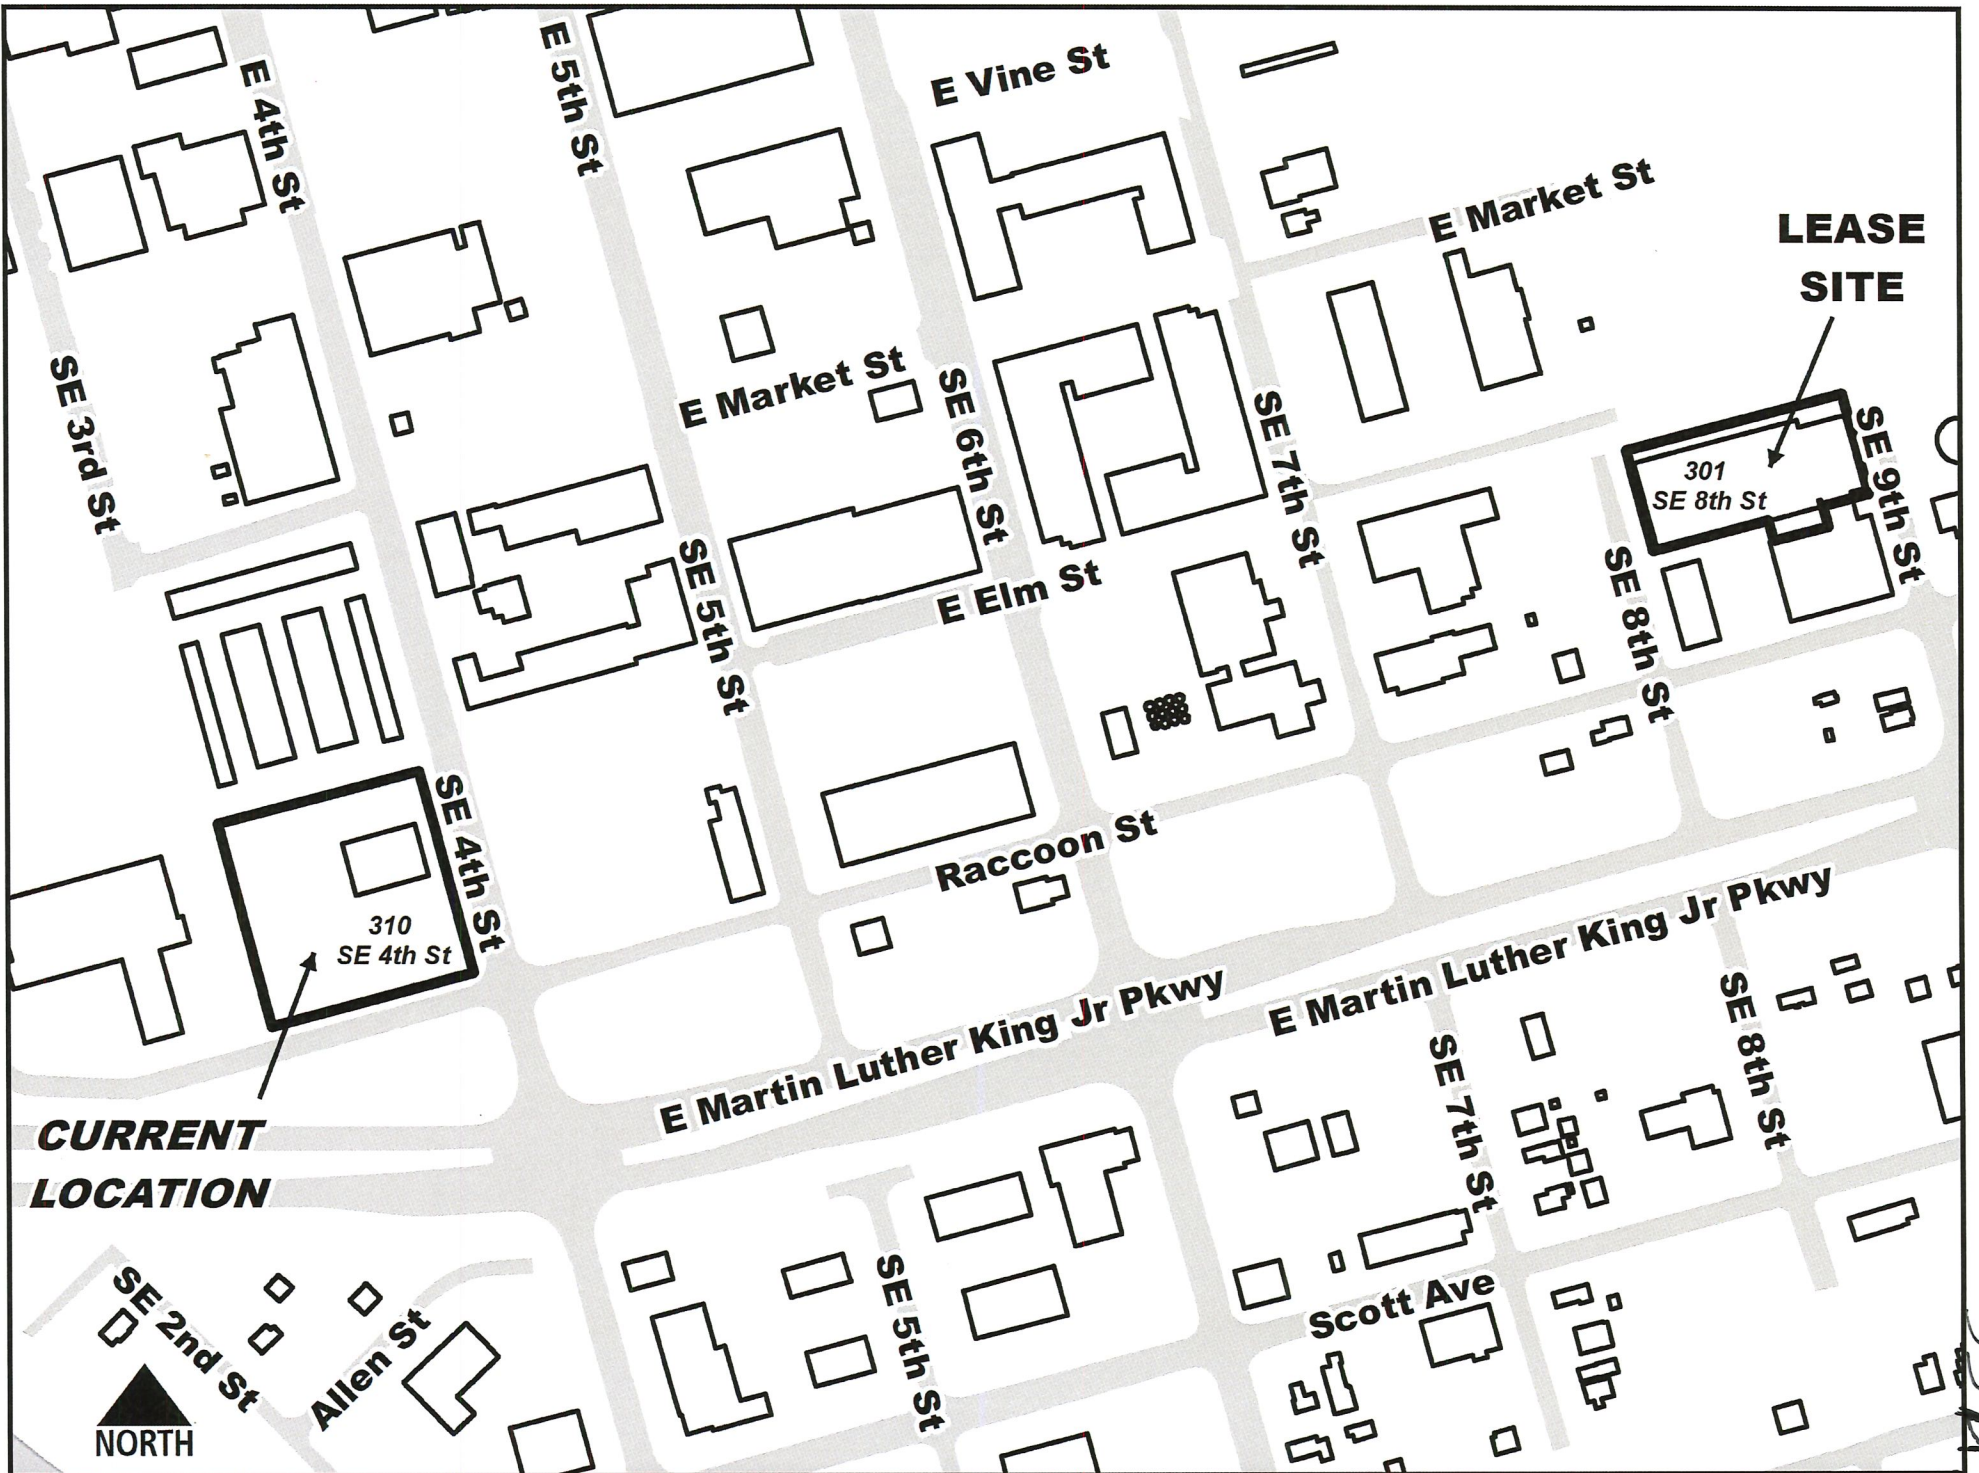 E 4th St
E 5th St
E Vine St
E Market St
LEASE
SITE
SE 3rd St
E Market St
SE 6th St
SE 7th St
SE 9th St
301
SE 8th St
SE 5th St
E Elm St
SE 8th St
SE 4th St
Raccoon St
310
SE 4th St
E Martin Luther King Jr Pkwy
E Martin Luther King Jr Pkwy
SE 8th St
SE 7th St
CURRENT
LOCATION
SE 2nd St
Allen St
SE 5th St
Scott Ave
NORTH